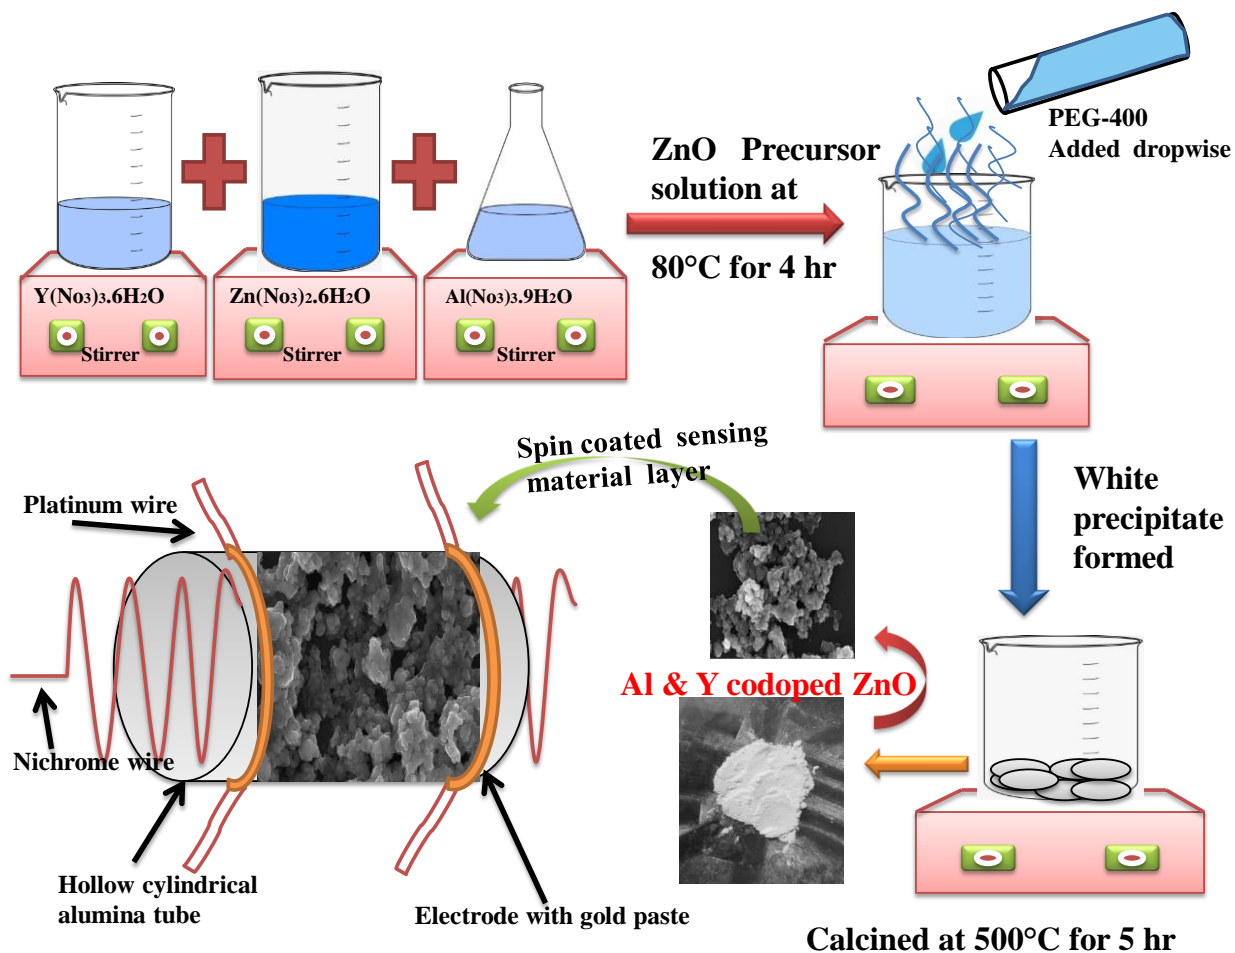 Y(No3)3.6H2O
Zn(No3)2.6H2O
Al(No3)3.9H2O
Stirrer
Stirrer
Stirrer
ZnO Precursor
solution at
80°C for 4 hr
PEG-400
Added dropwise
White
precipitate
formed
Spin coated sensing
material layer
Platinum wire
Nichrome wire
Hollow cylindrical
alumina tube
Electrode with gold paste
Al & Y codoped ZnO
Calcined at 500°C for 5 hr